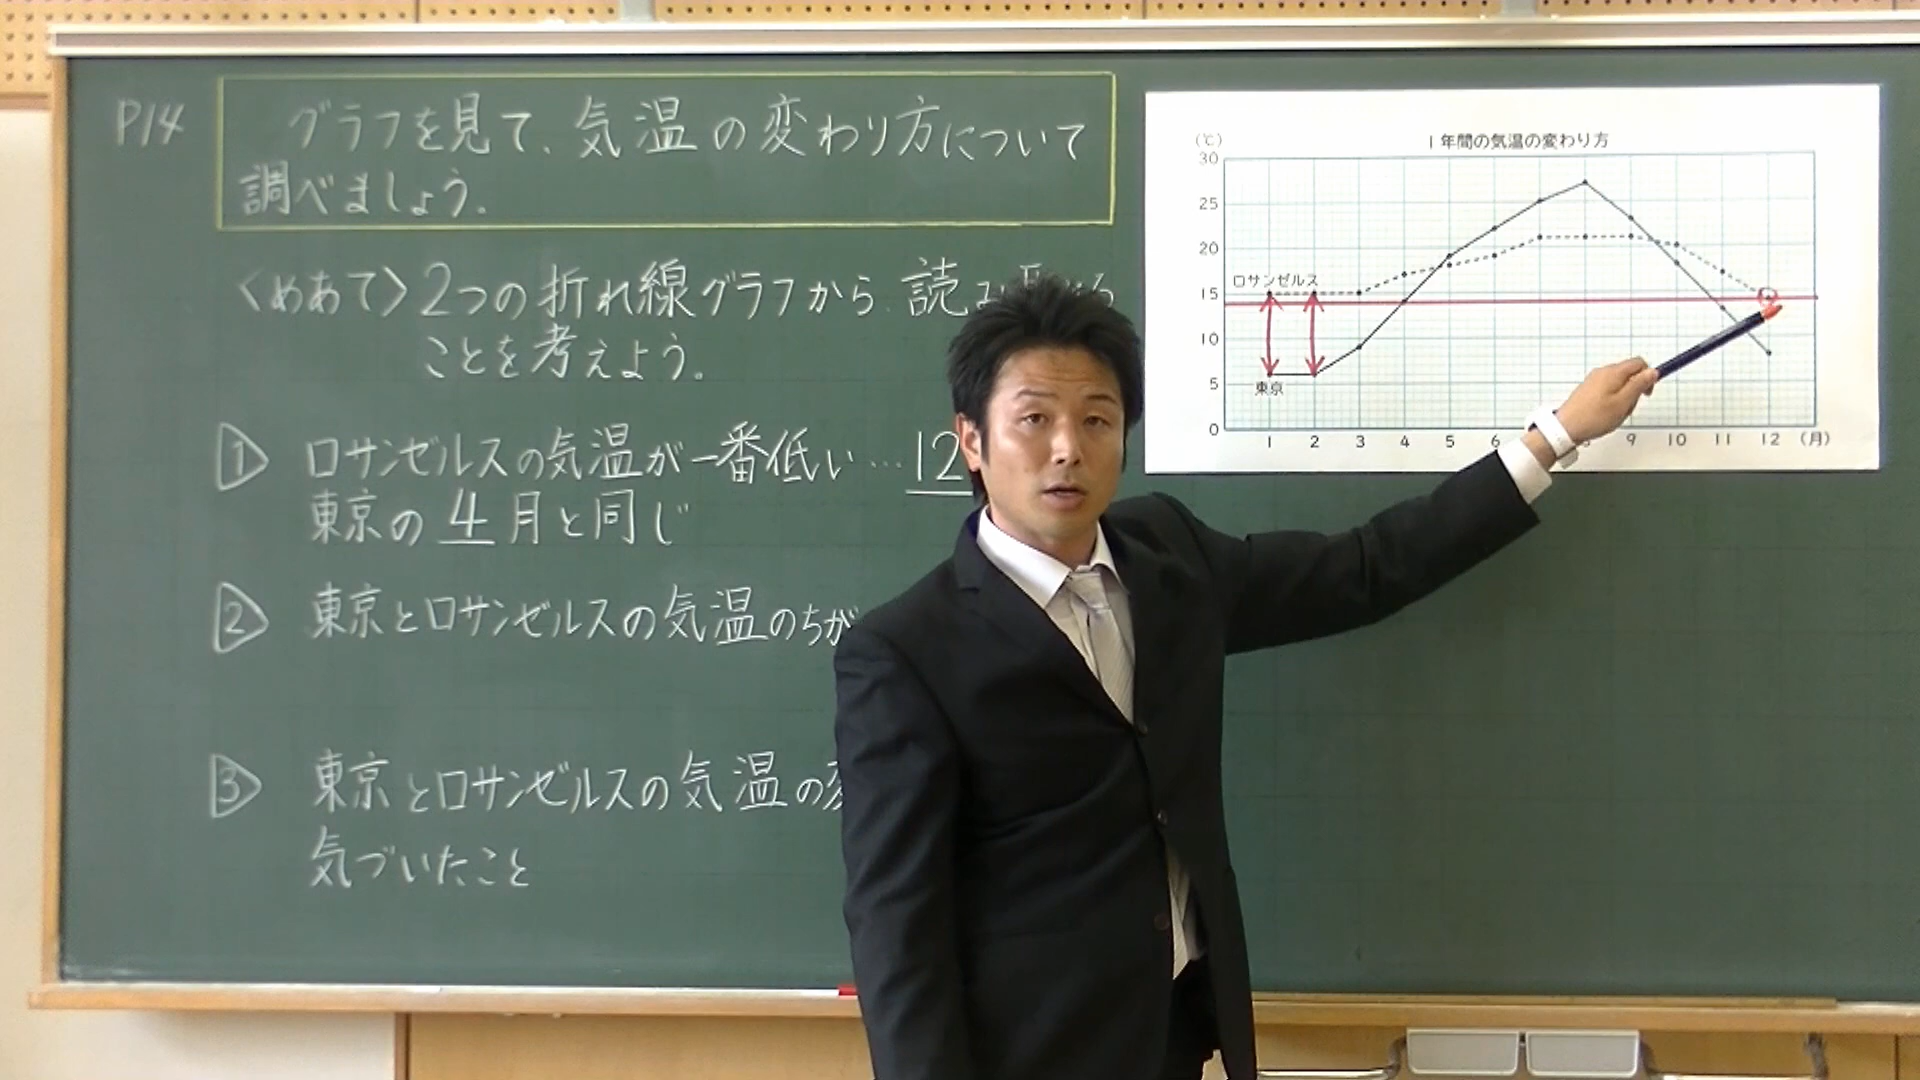 P14
グラフを見て、気温の変わり方について
調べましょう。
〈めあて〉2つの折れ線グラフから読み取る
ことを考えよう。
1 ロサンゼルスの気温が一番低い…12
東京の4月と同じ
2 東京とロサンゼルスの気温のちが
3 東京とロサンゼルスの気温の変
気づいたこと
1年間の気温の変わり方
(℃)
30
25
20
15
10
5
0
ロサンゼルス
東京
1 2 3 4 5 6 8 9 10 11 12 (月)